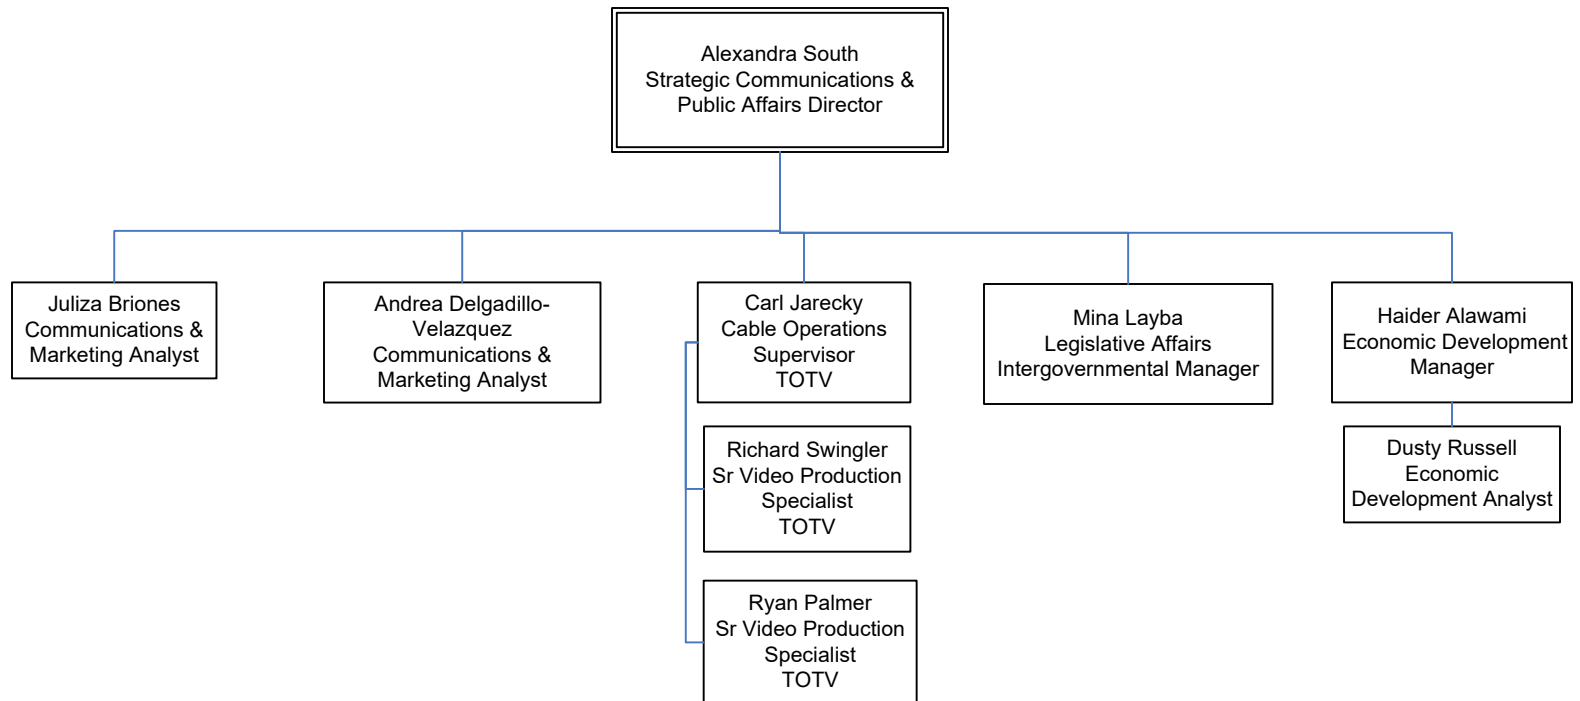 Alexandra South
Strategic Communications &
Public Affairs Director
Juliza Briones
Communications &
Marketing Analyst
Andrea Delgadillo-
Velazquez
Communications &
Marketing Analyst
Carl Jarecky
Cable Operations
Supervisor
TOTV
Mina Layba
Legislative Affairs
Intergovernmental Manager
Haider Alawami
Economic Development
Manager
Richard Swingler
Sr Video Production
Specialist
TOTV
Dusty Russell
Economic
Development Analyst
Ryan Palmer
Sr Video Production
Specialist
TOTV